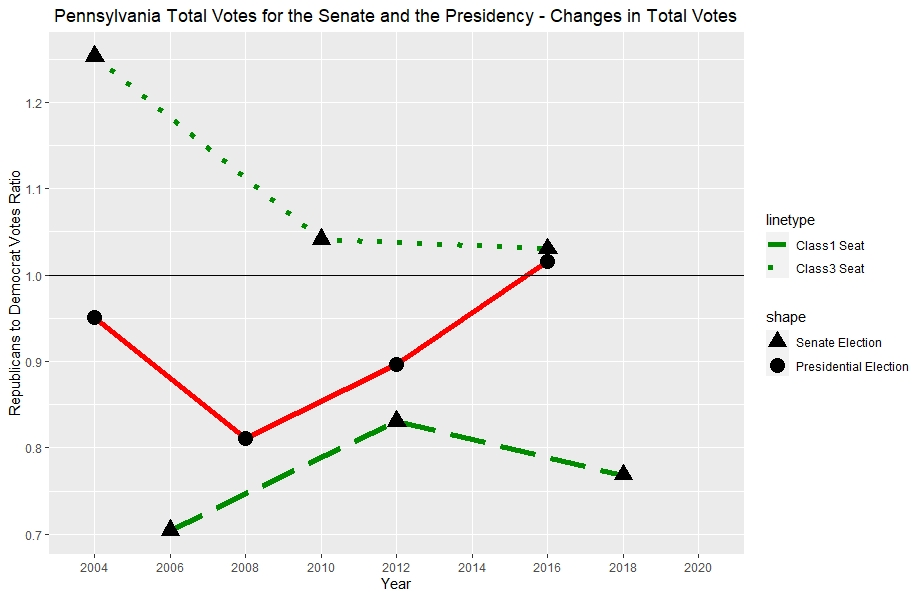 Pennsylvania Total Votes for the Senate and the Presidency - Changes in Total Votes
Republicans to Democrat Votes Ratio
1.2
1.1
1.0
0.9
0.8
0.7
2004 2006 2008 2010 2012 2014 2016 2018 2020
Year
linetype
Class1 Seat
Class3 Seat
shape
Senate Election
Presidential Election